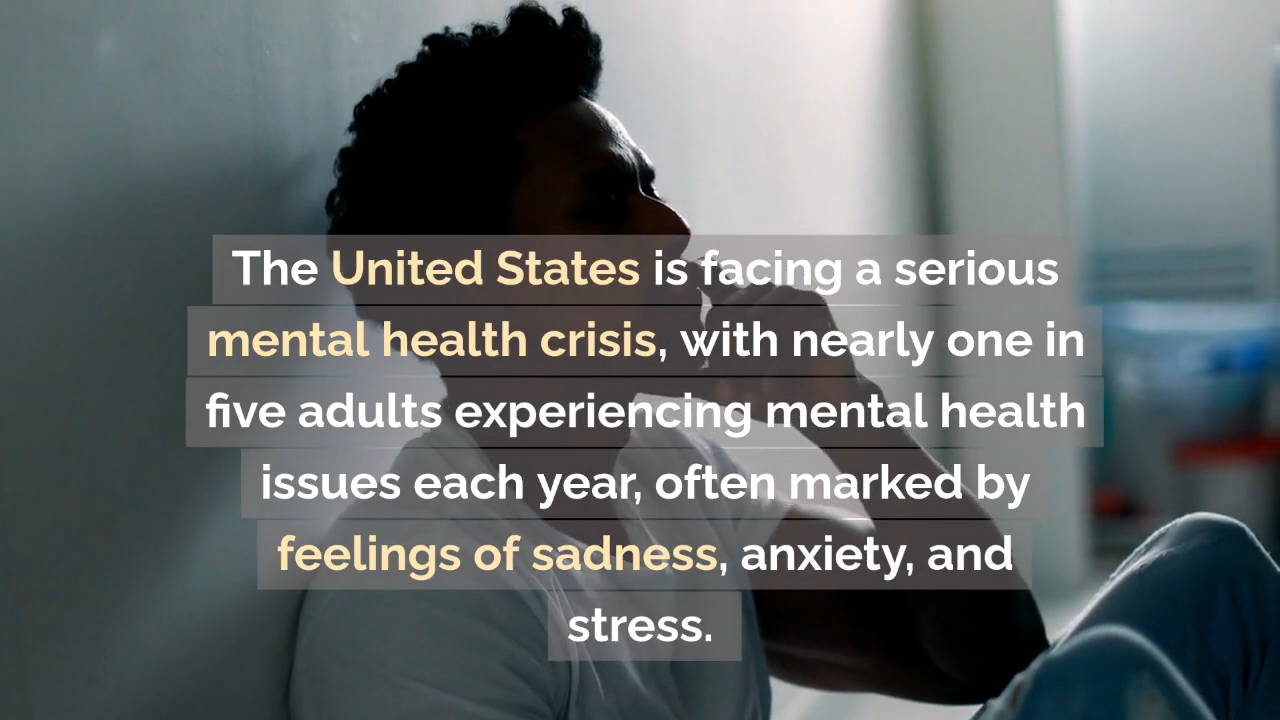 The United States is facing a serious
mental health crisis, with nearly one in
five adults experiencing mental health
issues each year, often marked by
feelings of sadness, anxiety, and
stress.